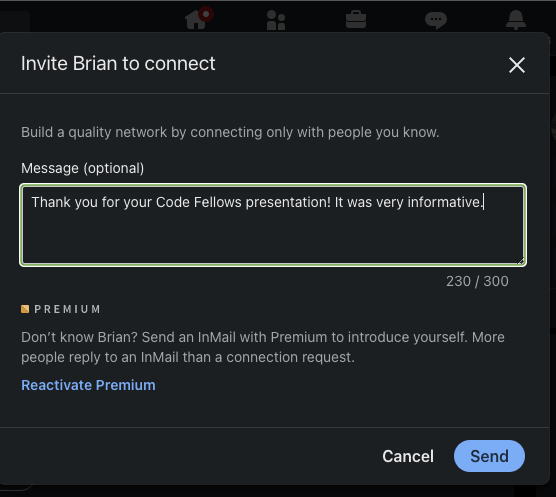 Invite Brian to connect
Build a quality network by connecting only with people you know.
Message (optional)
Thank you for your Code Fellows presentation! It was very informative.
230 / 300
PREMIUM
Don’t know Brian? Send an InMail with Premium to introduce yourself. More
people reply to an InMail than a connection request.
Reactivate Premium
Cancel Send